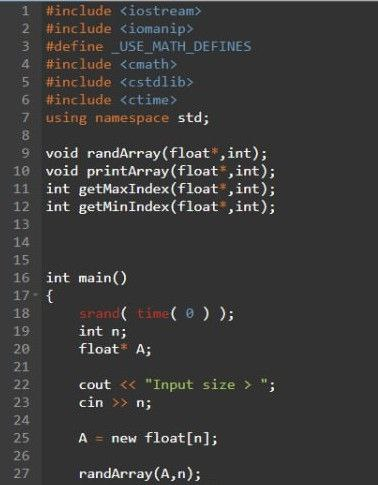 1 #include <iostream>
2 #include <iomanip>
3 #define _USE_MATH_DEFINES
4 #include <cmath>
5 #include <cstdlib>
6 #include <ctime>
7 using namespace std;
8
9 void randArray(float*,int);
10 void printArray(float*,int);
11 int getMaxIndex(float*,int);
12 int getMinIndex(float*,int);
13
14
15
16 int main()
17 {
18     srand( time( 0 ) );
19     int n;
20     float* A;
21
22     cout << "Input size > ";
23     cin >> n;
24
25     A = new float[n];
26
27     randArray(A,n);